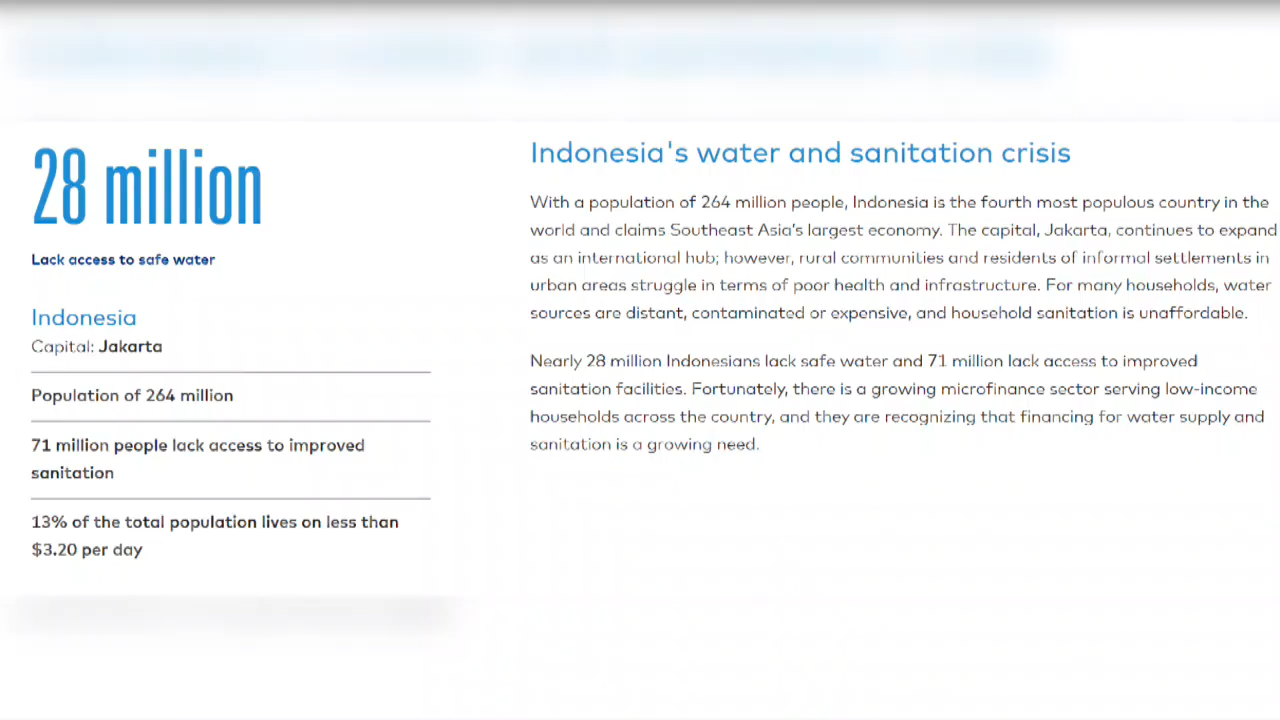 28 million
Lack access to safe water
Indonesia
Capital: Jakarta
Population of 264 million
71 million people lack access to improved
sanitation
13% of the total population lives on less than
$3.20 per day
Indonesia's water and sanitation crisis
With a population of 264 million people, Indonesia is the fourth most populous country in the
world and claims Southeast Asia's largest economy. The capital, Jakarta, continues to expand
as an international hub; however, rural communities and residents of informal settlements in
urban areas struggle in terms of poor health and infrastructure. For many households, water
sources are distant, contaminated or expensive, and household sanitation is unaffordable.
Nearly 28 million Indonesians lack safe water and 71 million lack access to improved
sanitation facilities. Fortunately, there is a growing microfinance sector serving low-income
households across the country, and they are recognizing that financing for water supply and
sanitation is a growing need.